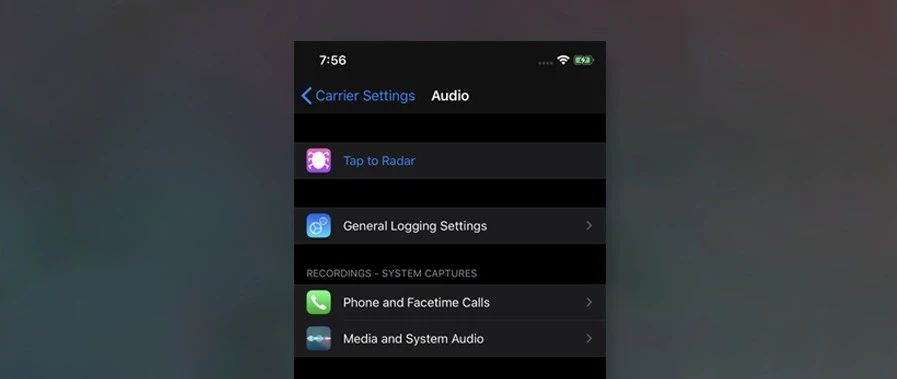 7:56
Carrier Settings Audio
Tap to Radar
General Logging Settings
RECORDINGS - SYSTEM CAPTURES
Phone and Facetime Calls
Media and System Audio